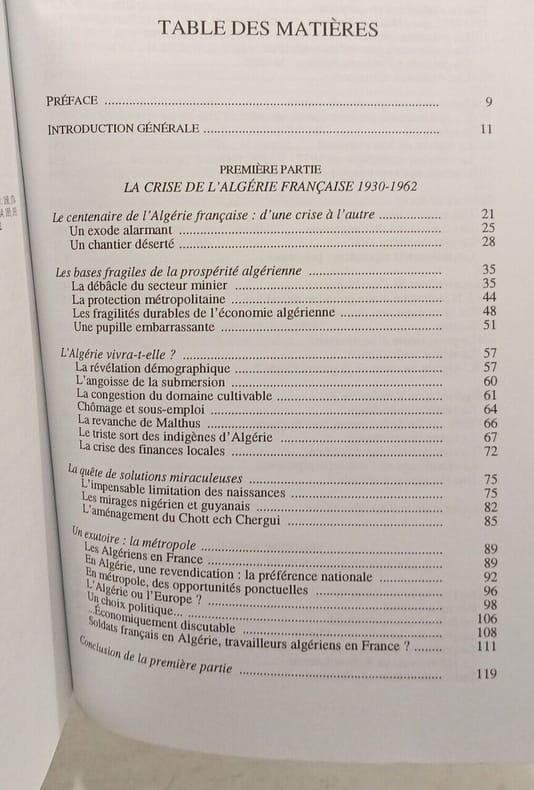 TABLE DES MATIÈRES
PRÉFACE ........ 9
INTRODUCTION GÉNÉRALE ........ 11
PREMIÈRE PARTIE
LA CRISE DE L'ALGÉRIE FRANÇAISE 1930-1962
Le centenaire de l'Algérie française : d'une crise à l'autre ........ 21
Un exode alarmant ........ 25
Un chantier déserté ........ 28
Les bases fragiles de la prospérité algérienne ........ 35
La débâcle du secteur minier ........ 35
La protection métropolitaine ........ 44
Les fragilités durables de l'économie algérienne ........ 48
Une pupille embarrassante ........ 51
L'Algérie vivra-t-elle ? ........ 57
La révélation démographique ........ 57
L'angoisse de la submersion ........ 60
La congestion du domaine cultivable ........ 61
Chômage et sous-emploi ........ 64
La revanche de Malthus ........ 66
Le triste sort des indigènes d'Algérie ........ 67
La crise des finances locales ........ 72
La quête de solutions miraculeuses ........ 75
L'impensable limitation des naissances ........ 75
Les mirages nigérien et guyanais ........ 82
L'aménagement du Chott ech Chergui ........ 85
Un exutoire : la métropole ........ 89
Les Algériens en France ........ 89
En Algérie, une revendication : la préférence nationale ........ 92
En métropole, des opportunités ponctuelles ........ 96
L'Algérie ou l'Europe ? ........ 98
Un choix politique... ........ 106
...Économiquement discutable ........ 108
Soldats français en Algérie, travailleurs algériens en France ? ........ 111
Conclusion de la première partie ........ 119